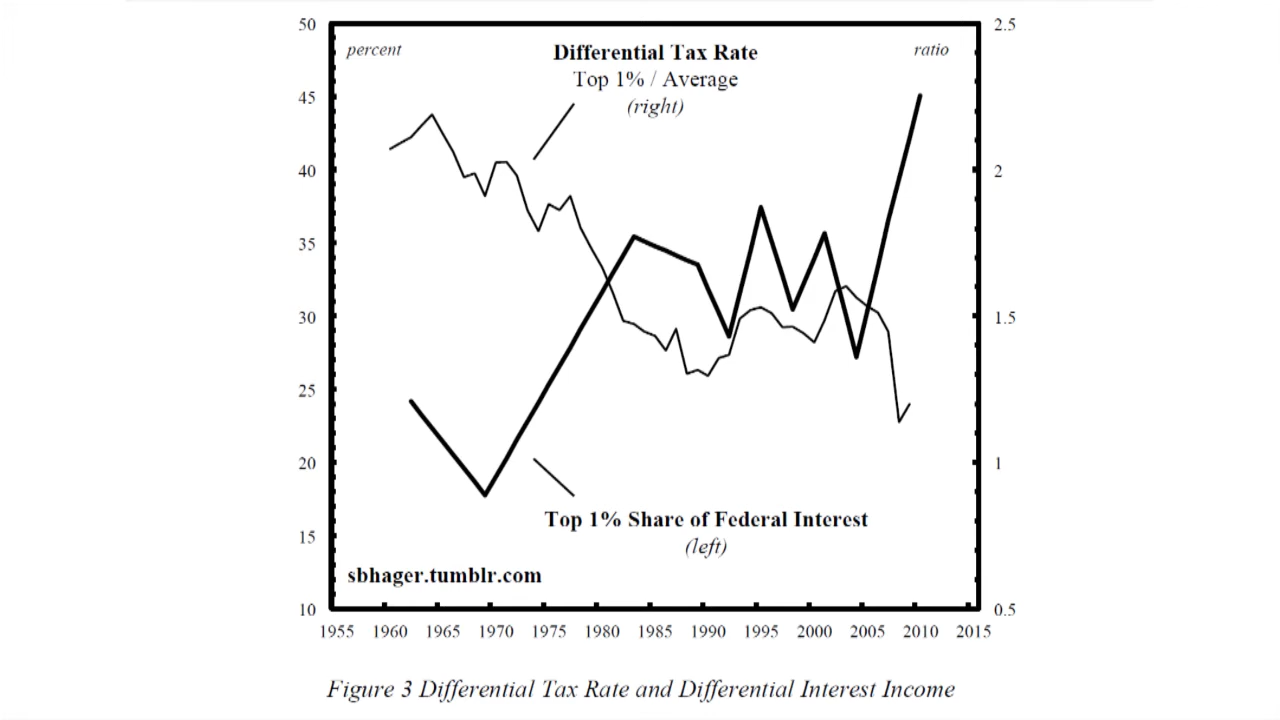 percent
Differential Tax Rate
Top 1% / Average
(right)
ratio
50
45
40
35
30
25
20
15
10
2.5
2
1.5
1
0.5
Top 1% Share of Federal Interest
(left)
sbhager.tumblr.com
1955 1960 1965 1970 1975 1980 1985 1990 1995 2000 2005 2010 2015
Figure 3 Differential Tax Rate and Differential Interest Income